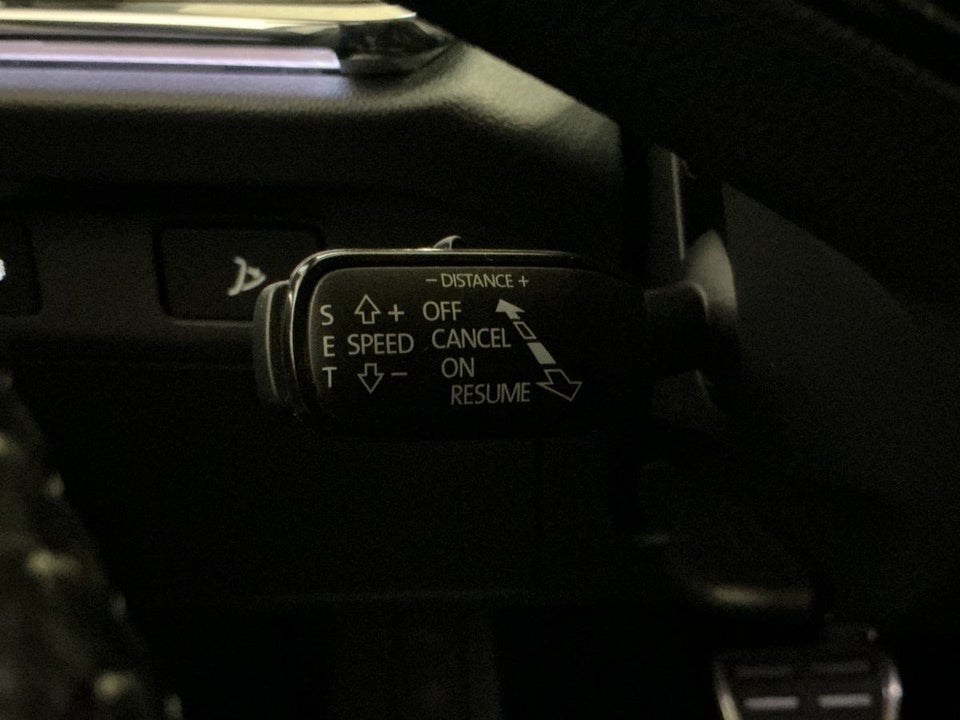 − DISTANCE +
S ⇧ + OFF
E SPEED CANCEL
T ⇩ − ON
RESUME